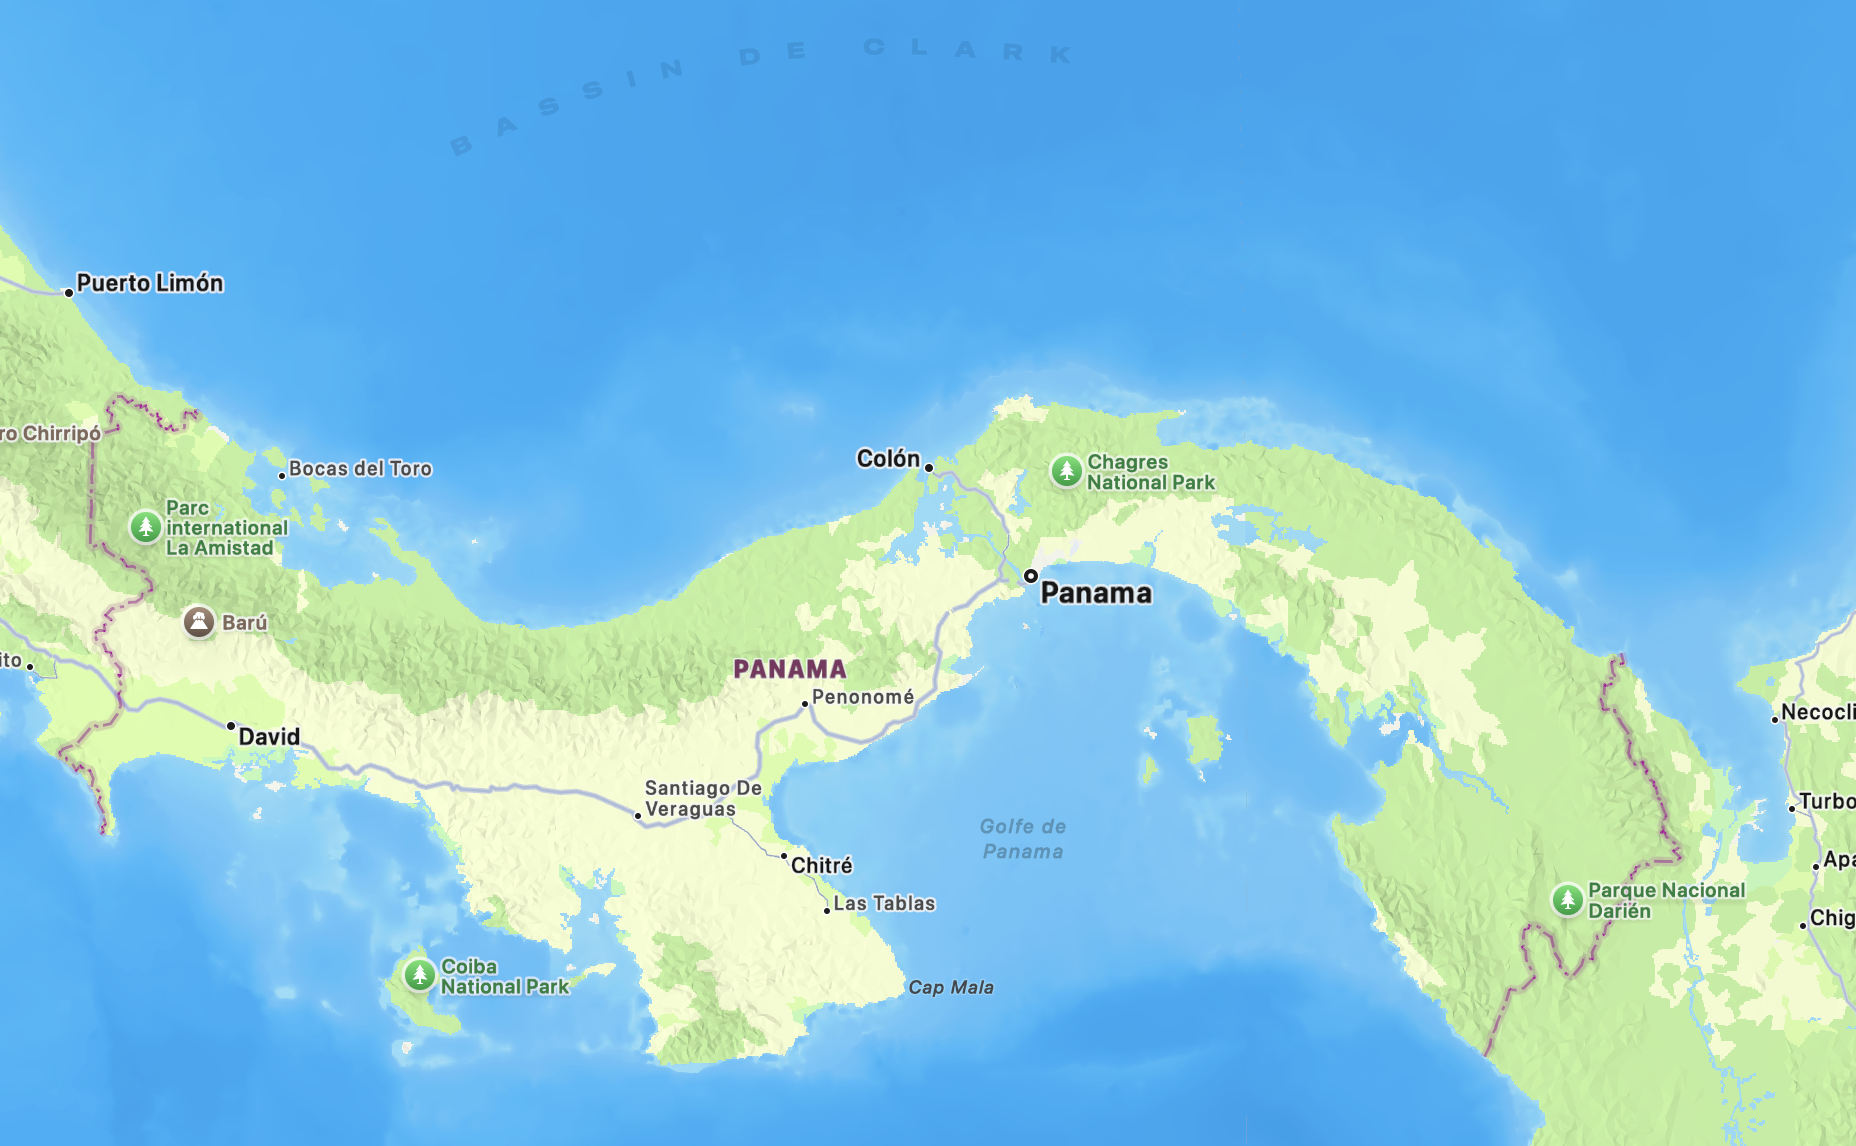 BASSIN DE CLARK
Puerto Limón
Bocas del Toro
Colón
Chagres
National Park
Parc
international
La Amistad
Panama
Barú
PANAMA
Penonomé
David
Santiago De
Veraguas
Golfe de
Panama
Chitré
Las Tablas
Parque Nacional
Darién
Coiba
National Park
Cap Mala
ro Chirripó
ito
Necocli
Turbo
Apa
Chig